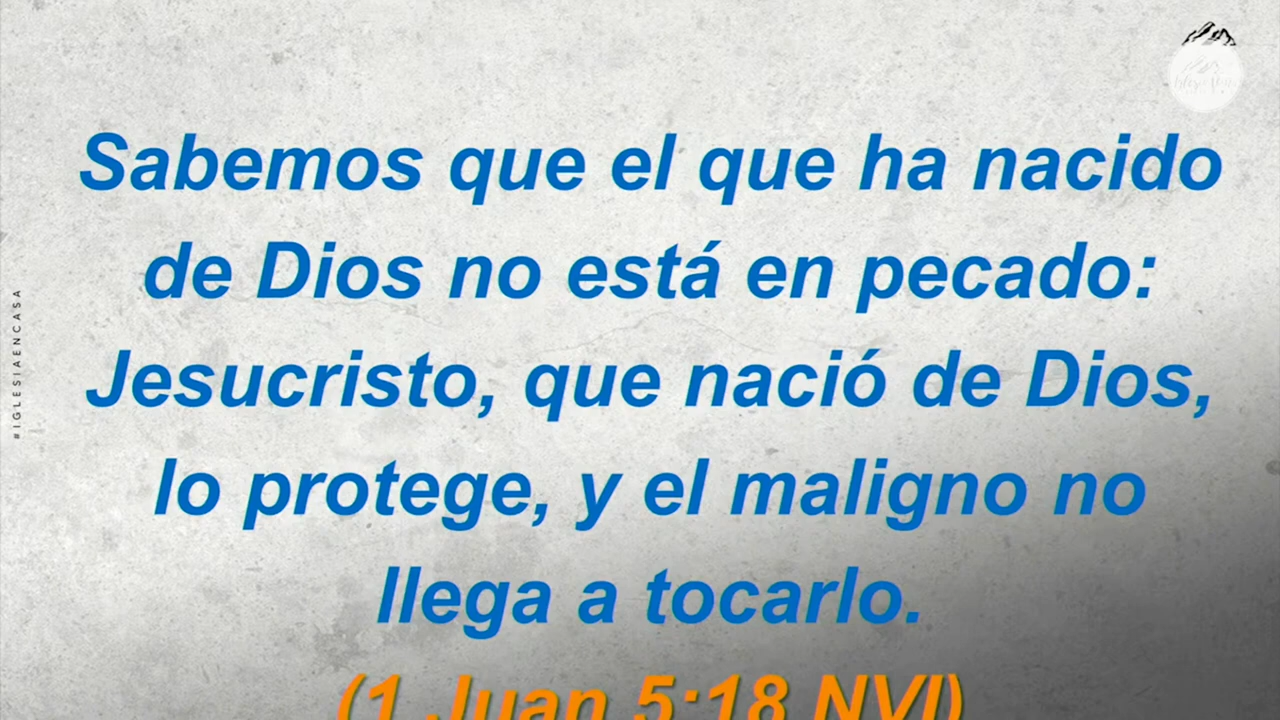 Sabemos que el que ha nacido
de Dios no está en pecado:
Jesucristo, que nació de Dios,
lo protege, y el maligno no
llega a tocarlo.
(1 Juan 5:18 NVI)
#IGLESIAENCASA